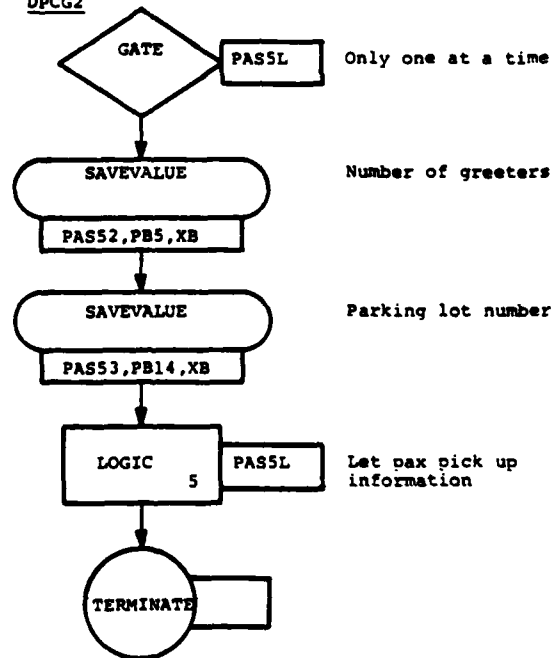 DPCG2
GATE PAS5L Only one at a time
SAVEVALUE Number of greeters
PAS52,PB5,XB
SAVEVALUE Parking lot number
PAS53,PB14,XB
LOGIC PAS5L Let pax pick up
5 information
TERMINATE